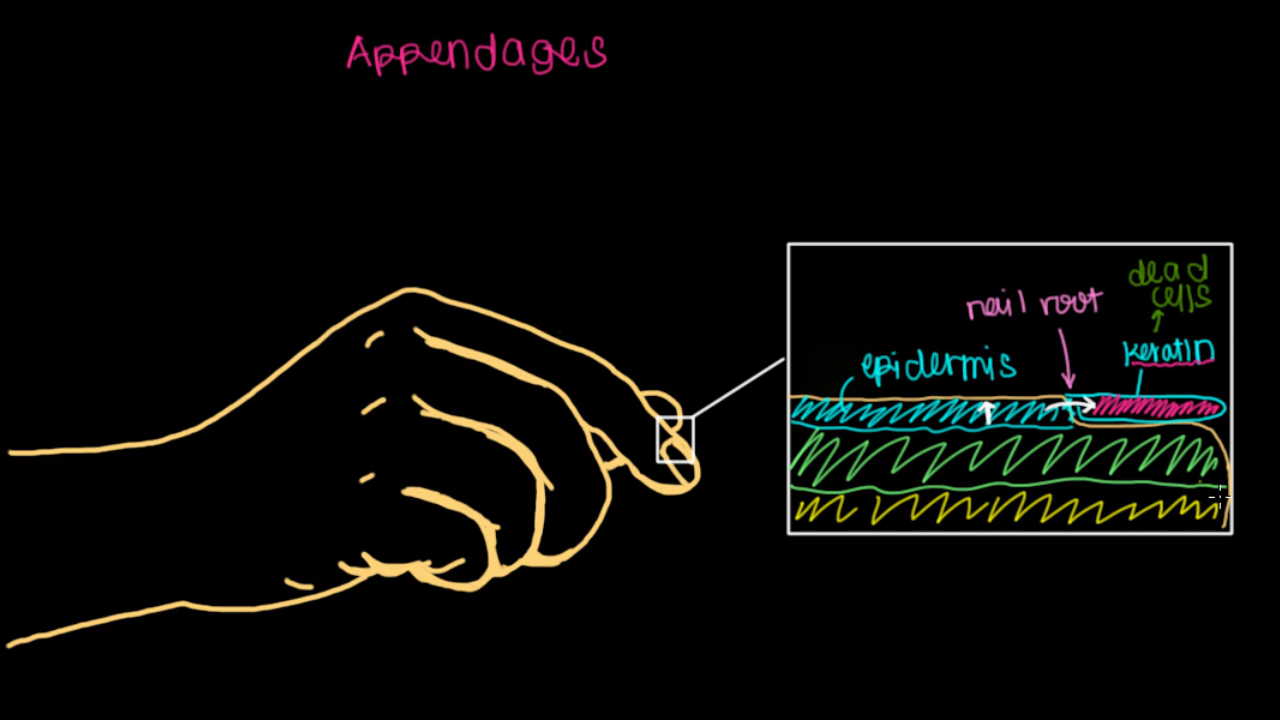 Appendages
dead
cells
nail root
keratin
epidermis